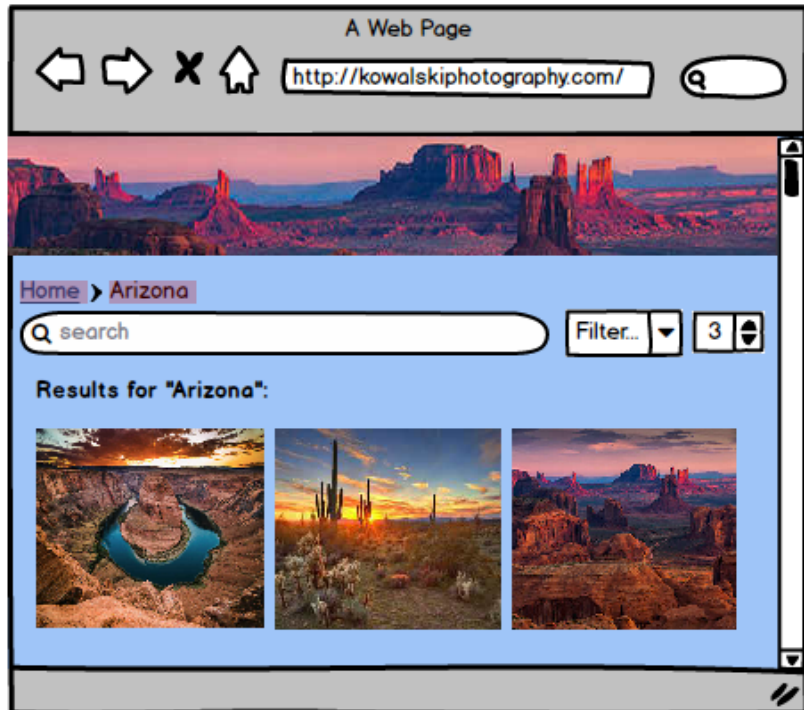 A Web Page
http://kowalskiphotography.com/
Home > Arizona
search Filter... 3
Results for "Arizona":